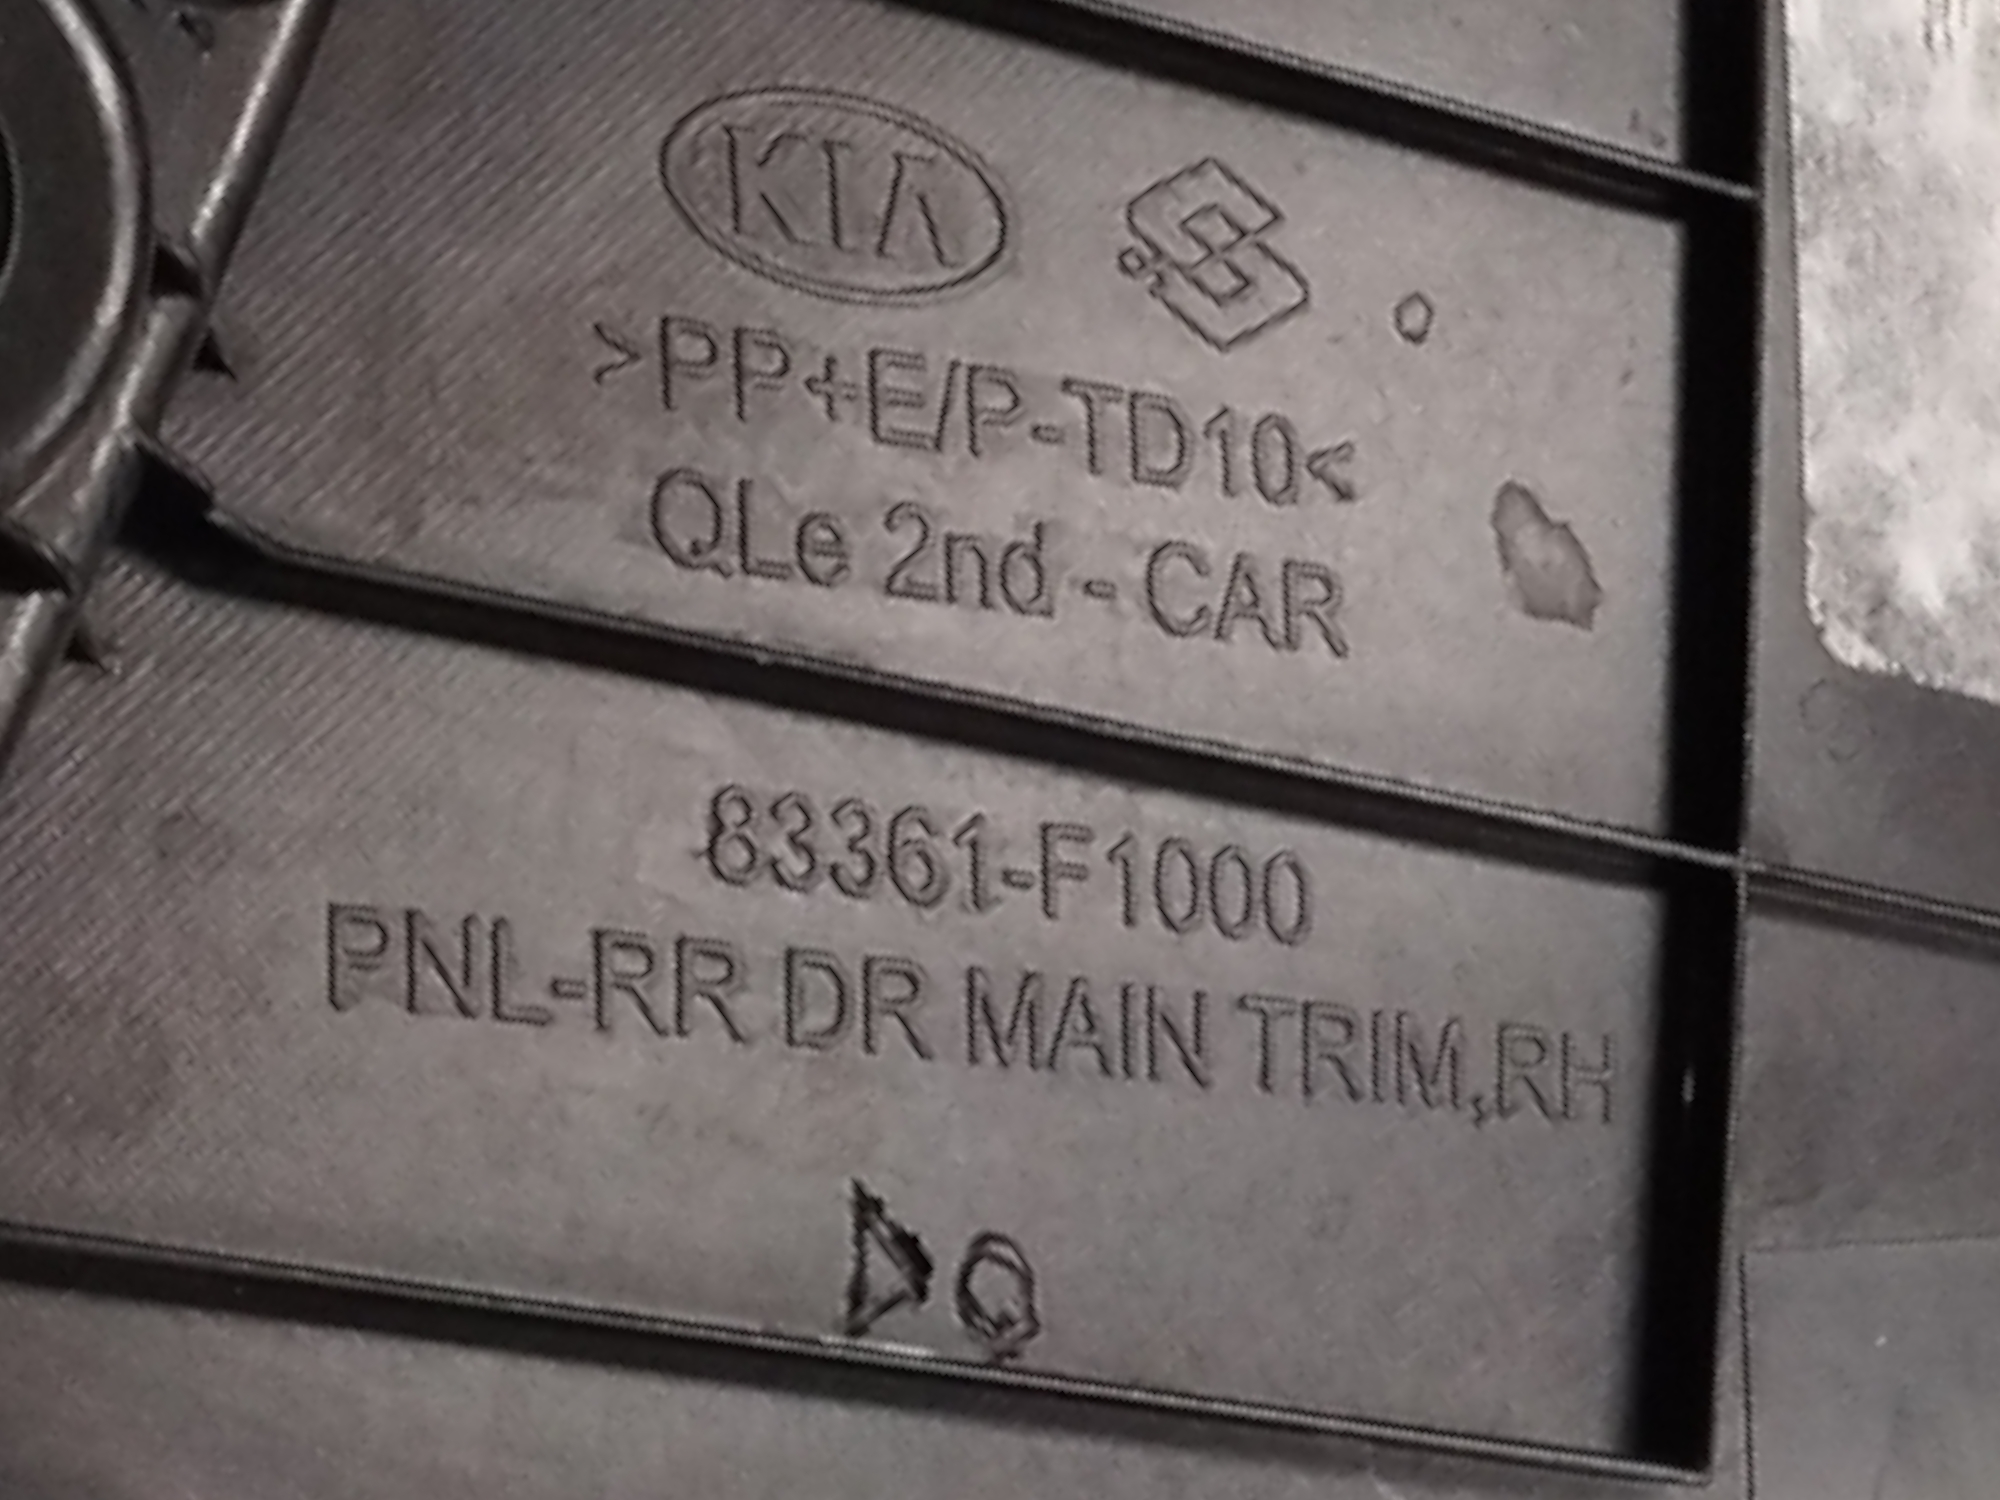 KIA
>PP+E/P-TD10<
QLe 2nd - CAR
83361-F1000
PNL-RR DR MAIN TRIM,RH